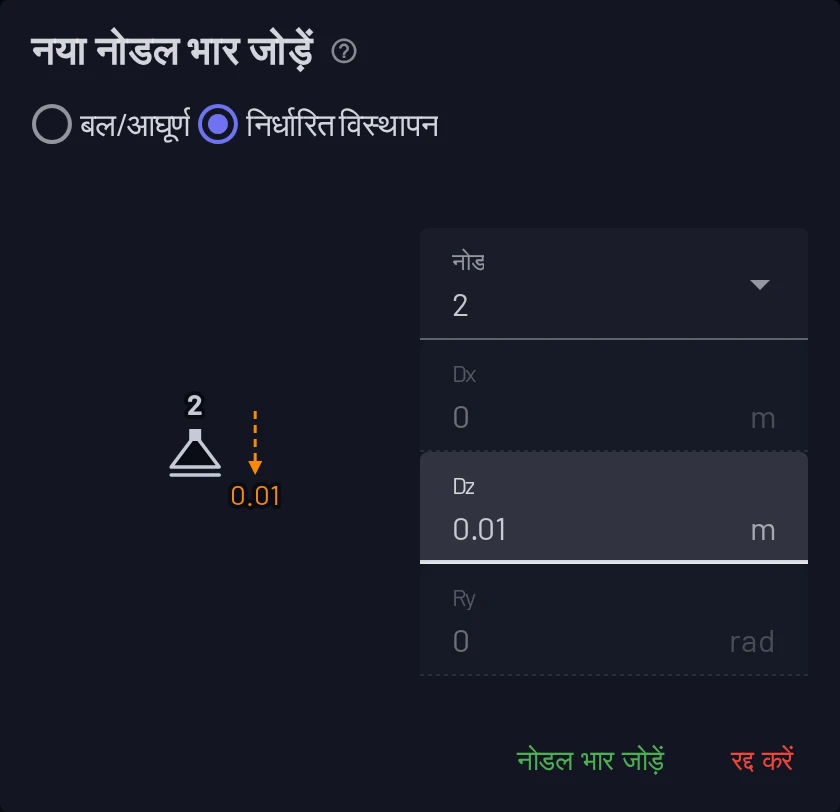 नया नोडल भार जोड़ें
बल/आघूर्ण निर्धारित विस्थापन
नोड
2
Dx
0 m
2
0.01
Dz
0.01 m
Ry
0 rad
नोडल भार जोड़ें रद्द करें